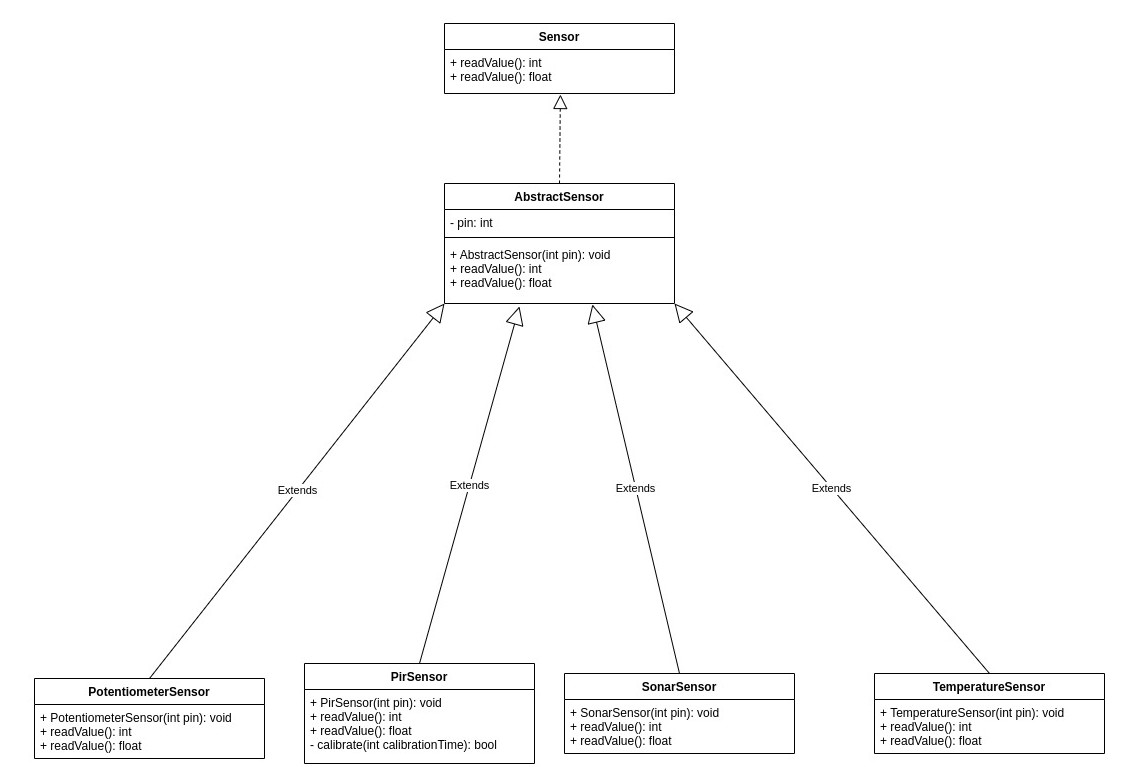 Sensor
+ readValue(): int
+ readValue(): float
AbstractSensor
- pin: int
+ AbstractSensor(int pin): void
+ readValue(): int
+ readValue(): float
Extends
Extends
Extends
Extends
PotentiometerSensor
+ PotentiometerSensor(int pin): void
+ readValue(): int
+ readValue(): float
PirSensor
+ PirSensor(int pin): void
+ readValue(): int
+ readValue(): float
- calibrate(int calibrationTime): bool
SonarSensor
+ SonarSensor(int pin): void
+ readValue(): int
+ readValue(): float
TemperatureSensor
+ TemperatureSensor(int pin): void
+ readValue(): int
+ readValue(): float